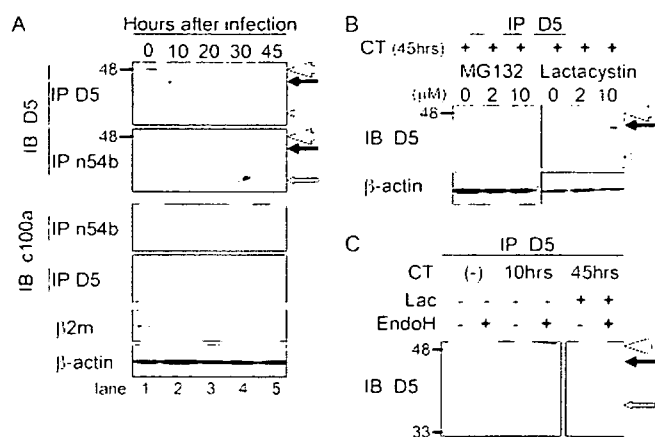 A
Hours after infection
0 10 20 30 45
48
IB D5
IP D5
48
IP n54b
IB c100a
IP n54b
IP D5
β2m
β-actin
lane 1 2 3 4 5
B
IP D5
CT (45hrs) + + + + + +
MG132 Lactacystin
(μM) 0 2 10 0 2 10
48
IB D5
β-actin
C
IP D5
CT (-) 10hrs 45hrs
Lac - - - - + +
EndoH - + - + - +
48
IB D5
33